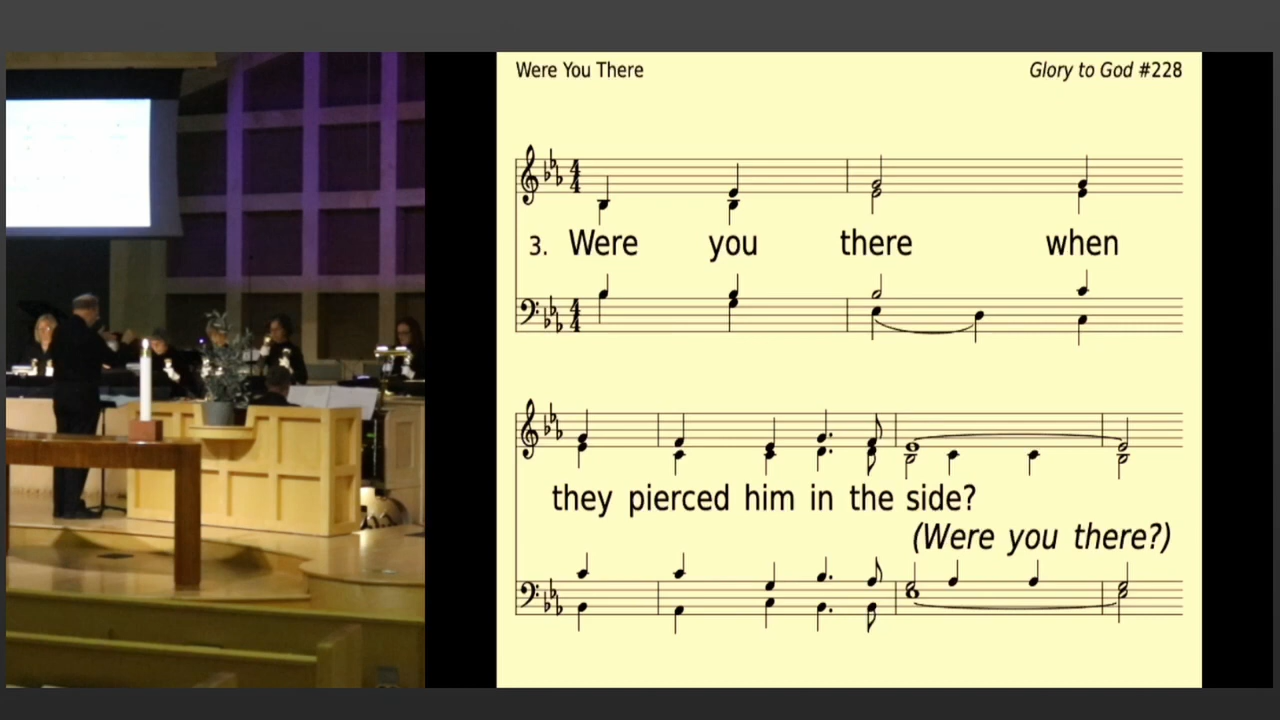 Were You There
Glory to God #228
3. Were you there when
they pierced him in the side?
(Were you there?)